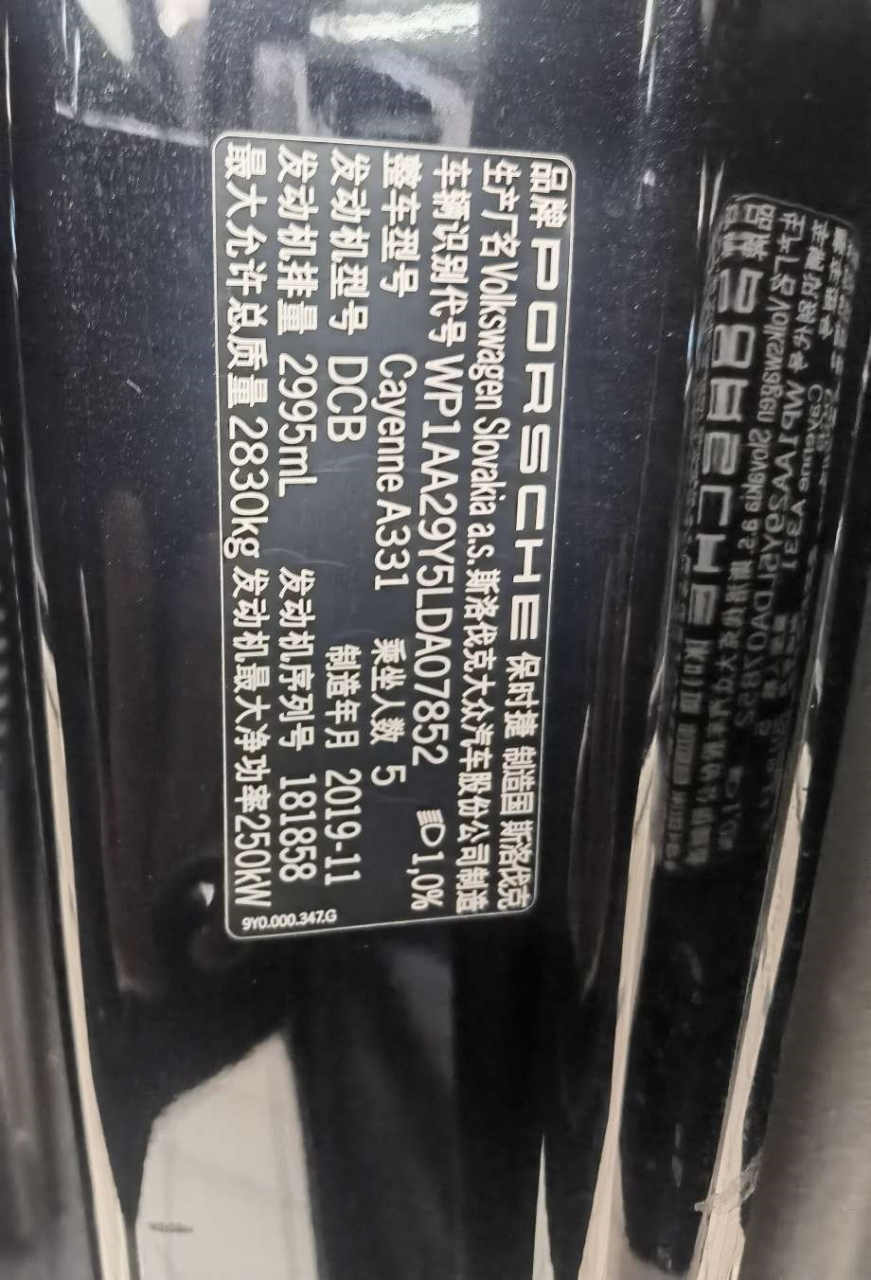 品牌 PORSCHE 保时捷 制造国 斯洛伐克
生产厂名 Volkswagen Slovakia a.s. 斯洛伐克大众汽车股份公司制造
车辆识别代号 WP1AA29Y5LDA07852 1,0%
整车型号 Cayenne A331 乘坐人数 5
发动机型号 DCB 制造年月 2019-11
发动机排量 2995mL 发动机序列号 181858
最大允许总质量 2830kg 发动机最大净功率250kW
9Y0.000.347.G